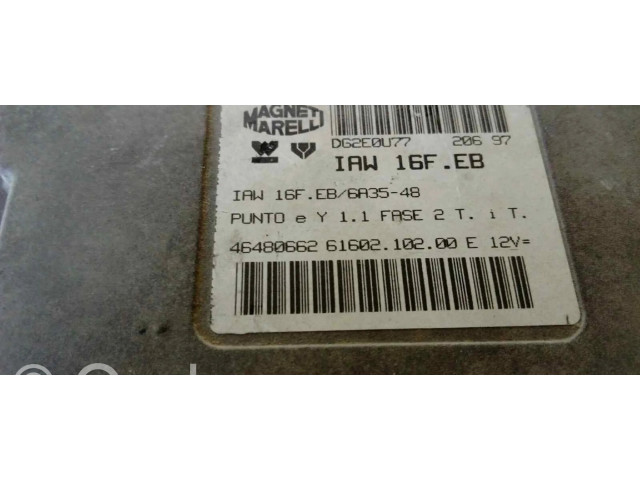 MAGNETI
MARELLI
DG2E0U77 206 97
IAW 16F.EB
IAW 16F.EB/6A35-48
PUNTO e Y 1.1 FASE 2 T. i T.
46480662 61602.102.00 E 12V=